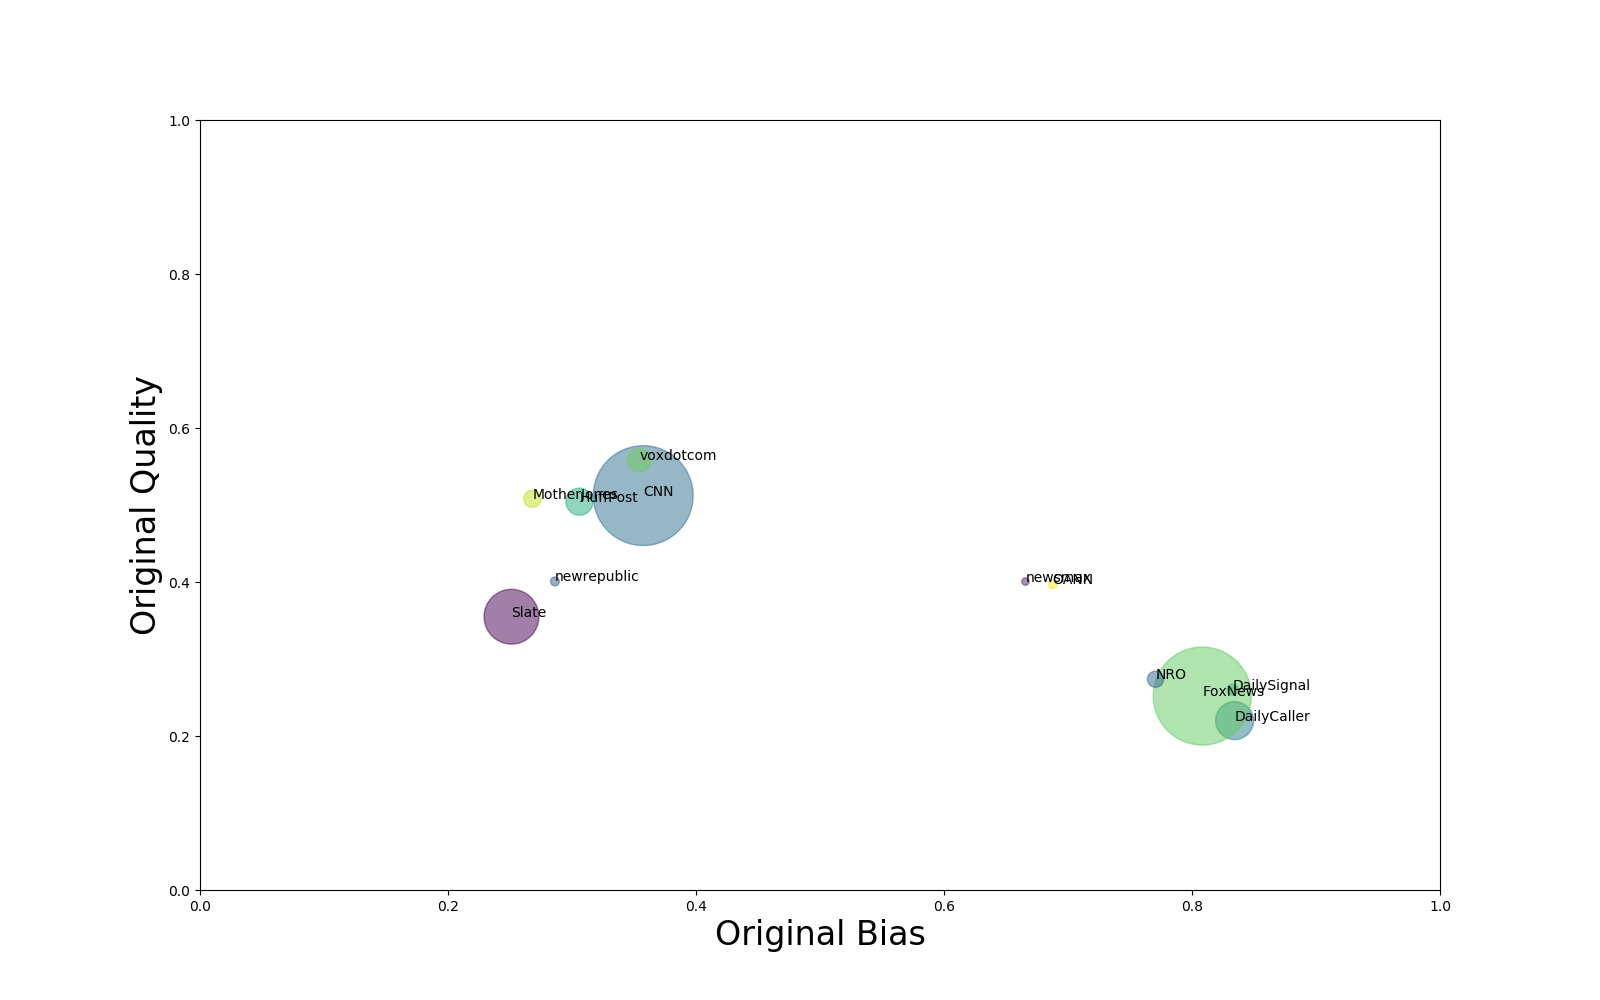 1.0
0.8
0.6
0.4
0.2
0.0
Original Quality
voxdotcom
CNN
MotherJones
HuffPost
newrepublic
newsmax
OANN
Slate
NRO
DailySignal
FoxNews
DailyCaller
0.0
0.2
0.4
0.6
0.8
1.0
Original Bias